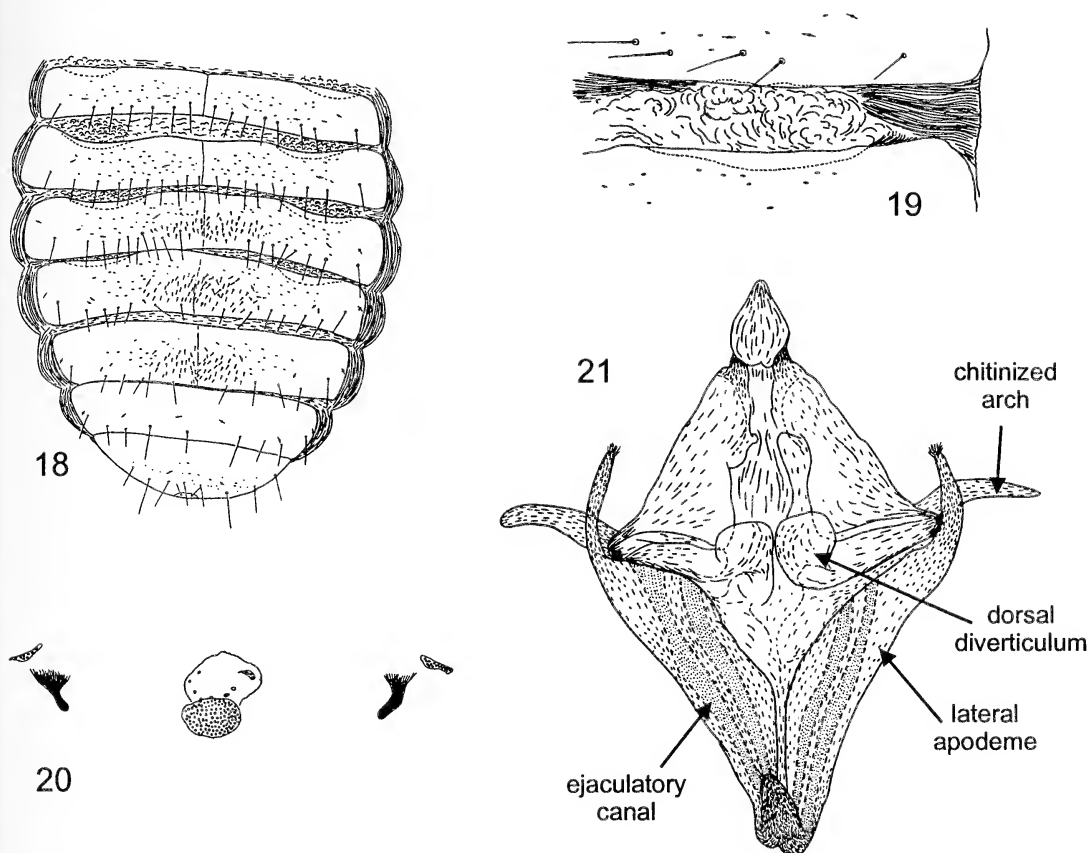 18
19
20
21
chitinized
arch
dorsal
diverticulum
lateral
apodeme
ejaculatory
canal